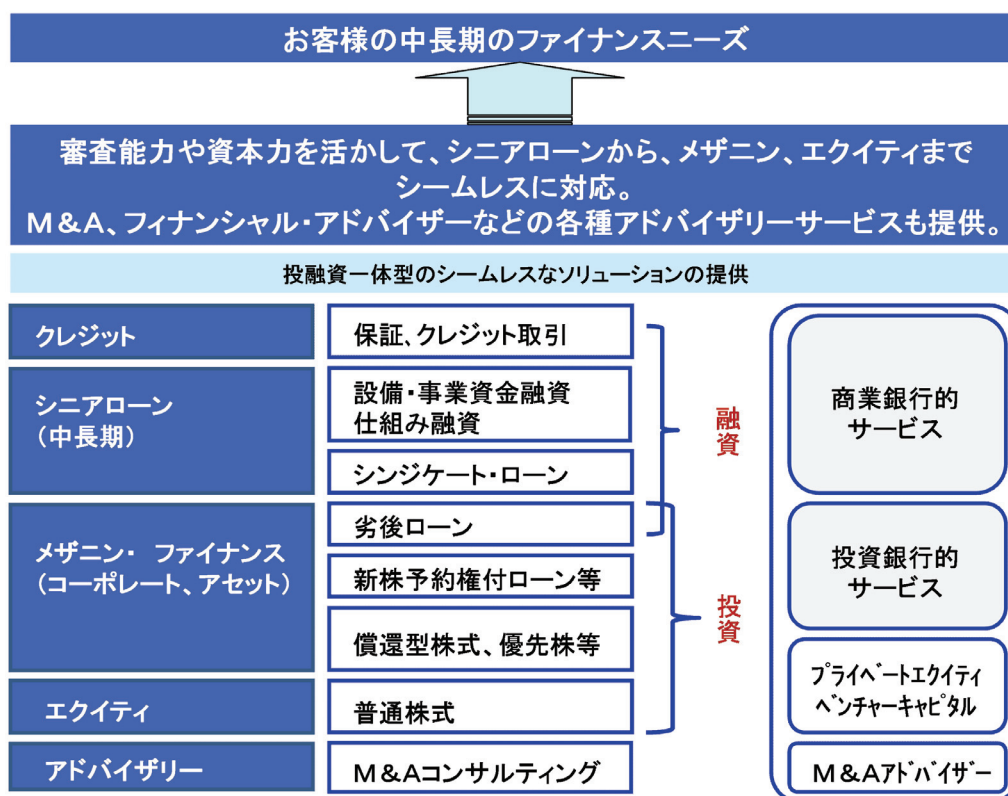 お客様の中長期のファイナンスニーズ
審査能力や資本力を活かして、シニアローンから、メザニン、エクイティまで
シームレスに対応。
M&A、フィナンシャル・アドバイザーなどの各種アドバイザリーサービスも提供。
投融資一体型のシームレスなソリューションの提供
クレジット
保証、クレジット取引
シニアローン
（中長期）
設備・事業資金融資
仕組み融資
シンジケート・ローン
メザニン・ ファイナンス
（コーポレート、アセット）
劣後ローン
新株予約権付ローン等
償還型株式、優先株等
エクイティ
普通株式
アドバイザリー
M&Aコンサルティング
融資
投資
商業銀行的
サービス
投資銀行的
サービス
プライベートエクイティ
ベンチャーキャピタル
M&Aアドバイザー